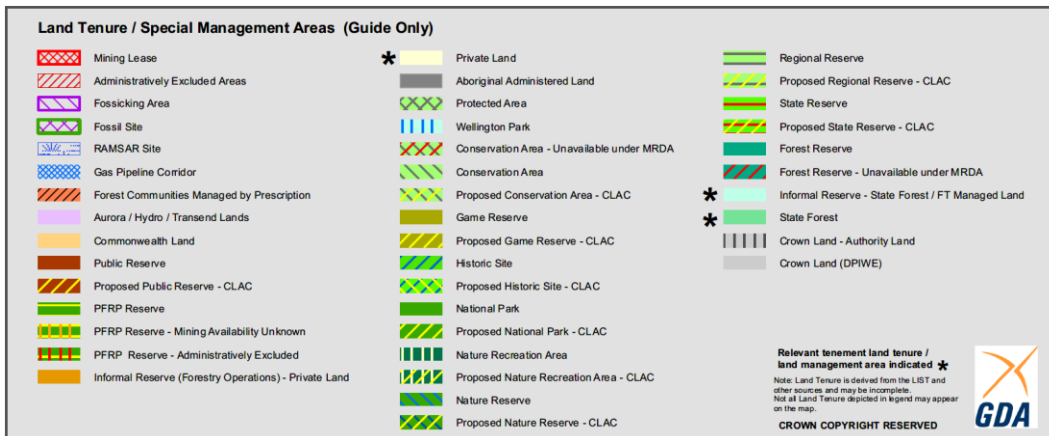 Land Tenure / Special Management Areas (Guide Only)
Mining Lease
Administratively Excluded Areas
Fossicking Area
Fossil Site
RAMSAR Site
Gas Pipeline Corridor
Forest Communities Managed by Prescription
Aurora / Hydro / Transend Lands
Commonwealth Land
Public Reserve
Proposed Public Reserve - CLAC
PFRP Reserve
PFRP Reserve - Mining Availability Unknown
PFRP Reserve - Administratively Excluded
Informal Reserve (Forestry Operations) - Private Land
* Private Land
Aboriginal Administered Land
Protected Area
Wellington Park
Conservation Area - Unavailable under MRDA
Conservation Area
Proposed Conservation Area - CLAC
Game Reserve
Proposed Game Reserve - CLAC
Historic Site
Proposed Historic Site - CLAC
National Park
Proposed National Park - CLAC
Nature Recreation Area
Proposed Nature Recreation Area - CLAC
Nature Reserve
Proposed Nature Reserve - CLAC
Regional Reserve
Proposed Regional Reserve - CLAC
State Reserve
Proposed State Reserve - CLAC
Forest Reserve
Forest Reserve - Unavailable under MRDA
* Informal Reserve - State Forest / FT Managed Land
* State Forest
Crown Land - Authority Land
Crown Land (DPIWE)
Relevant tenement land tenure /
land management area indicated *
Note: Land Tenure is derived from the LIST and
other sources and may be incomplete.
Not all Land Tenure depicted in legend may appear
on the map.
CROWN COPYRIGHT RESERVED
GDA